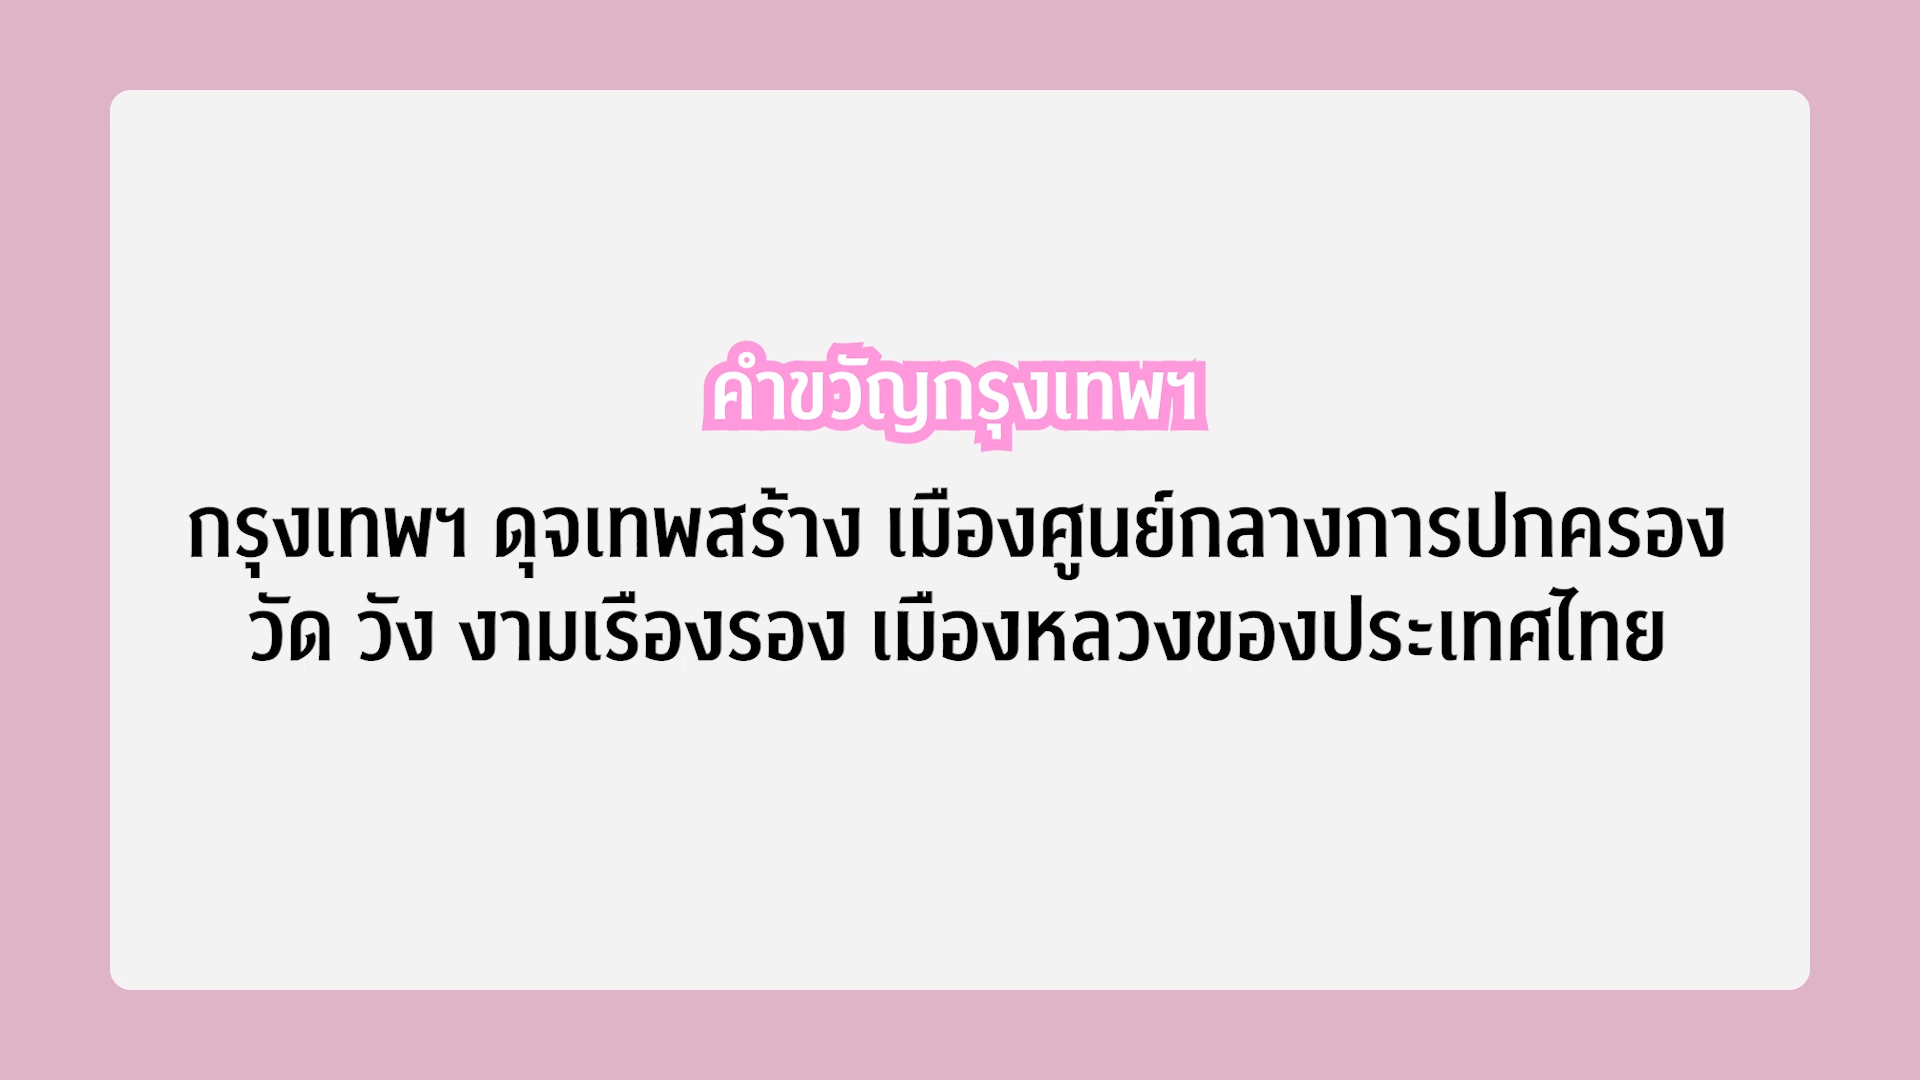 คำขวัญกรุงเทพฯ
กรุงเทพฯ ดุจเทพสร้าง เมืองศูนย์กลางการปกครอง
วัด วัง งามเรืองรอง เมืองหลวงของประเทศไทย